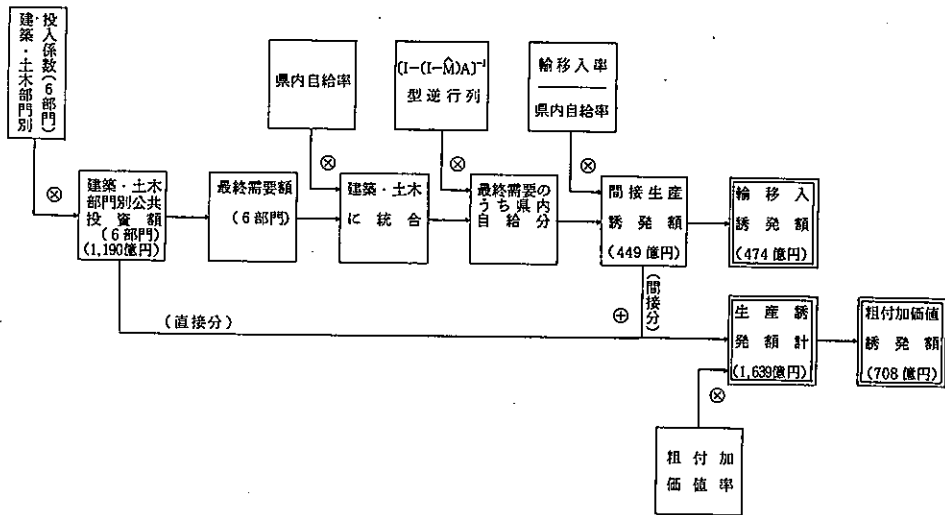 建築・土木部門別
投入係数(6部門)
県内自給率
(I-(I-M̂)A)⁻¹
型逆行列
輸移入率
県内自給率
⊗
⊗
⊗
⊗
建築・土木
部門別公共
投資額
(6部門)
(1,190億円)
最終需要額
(6部門)
建築・土木
に統合
最終需要の
うち県内
自給分
間接生産
誘発額
(449億円)
輸移入
誘発額
(474億円)
(直接分)
⊕
(間接分)
生産誘
発額計
(1,639億円)
粗付加価値
誘発額
(708億円)
⊗
粗付加
価値率